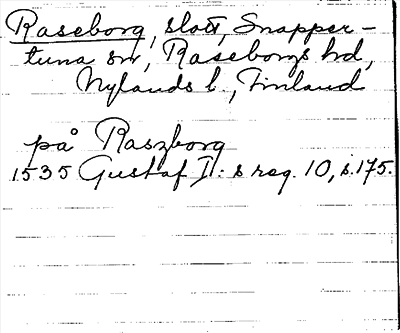 Raseborg, slott, Snapper-
tuna sn, Raseborgs hd,
Nylands l., Finland
på Raszborg
1535 Gustaf I:s reg. 10, s. 175.